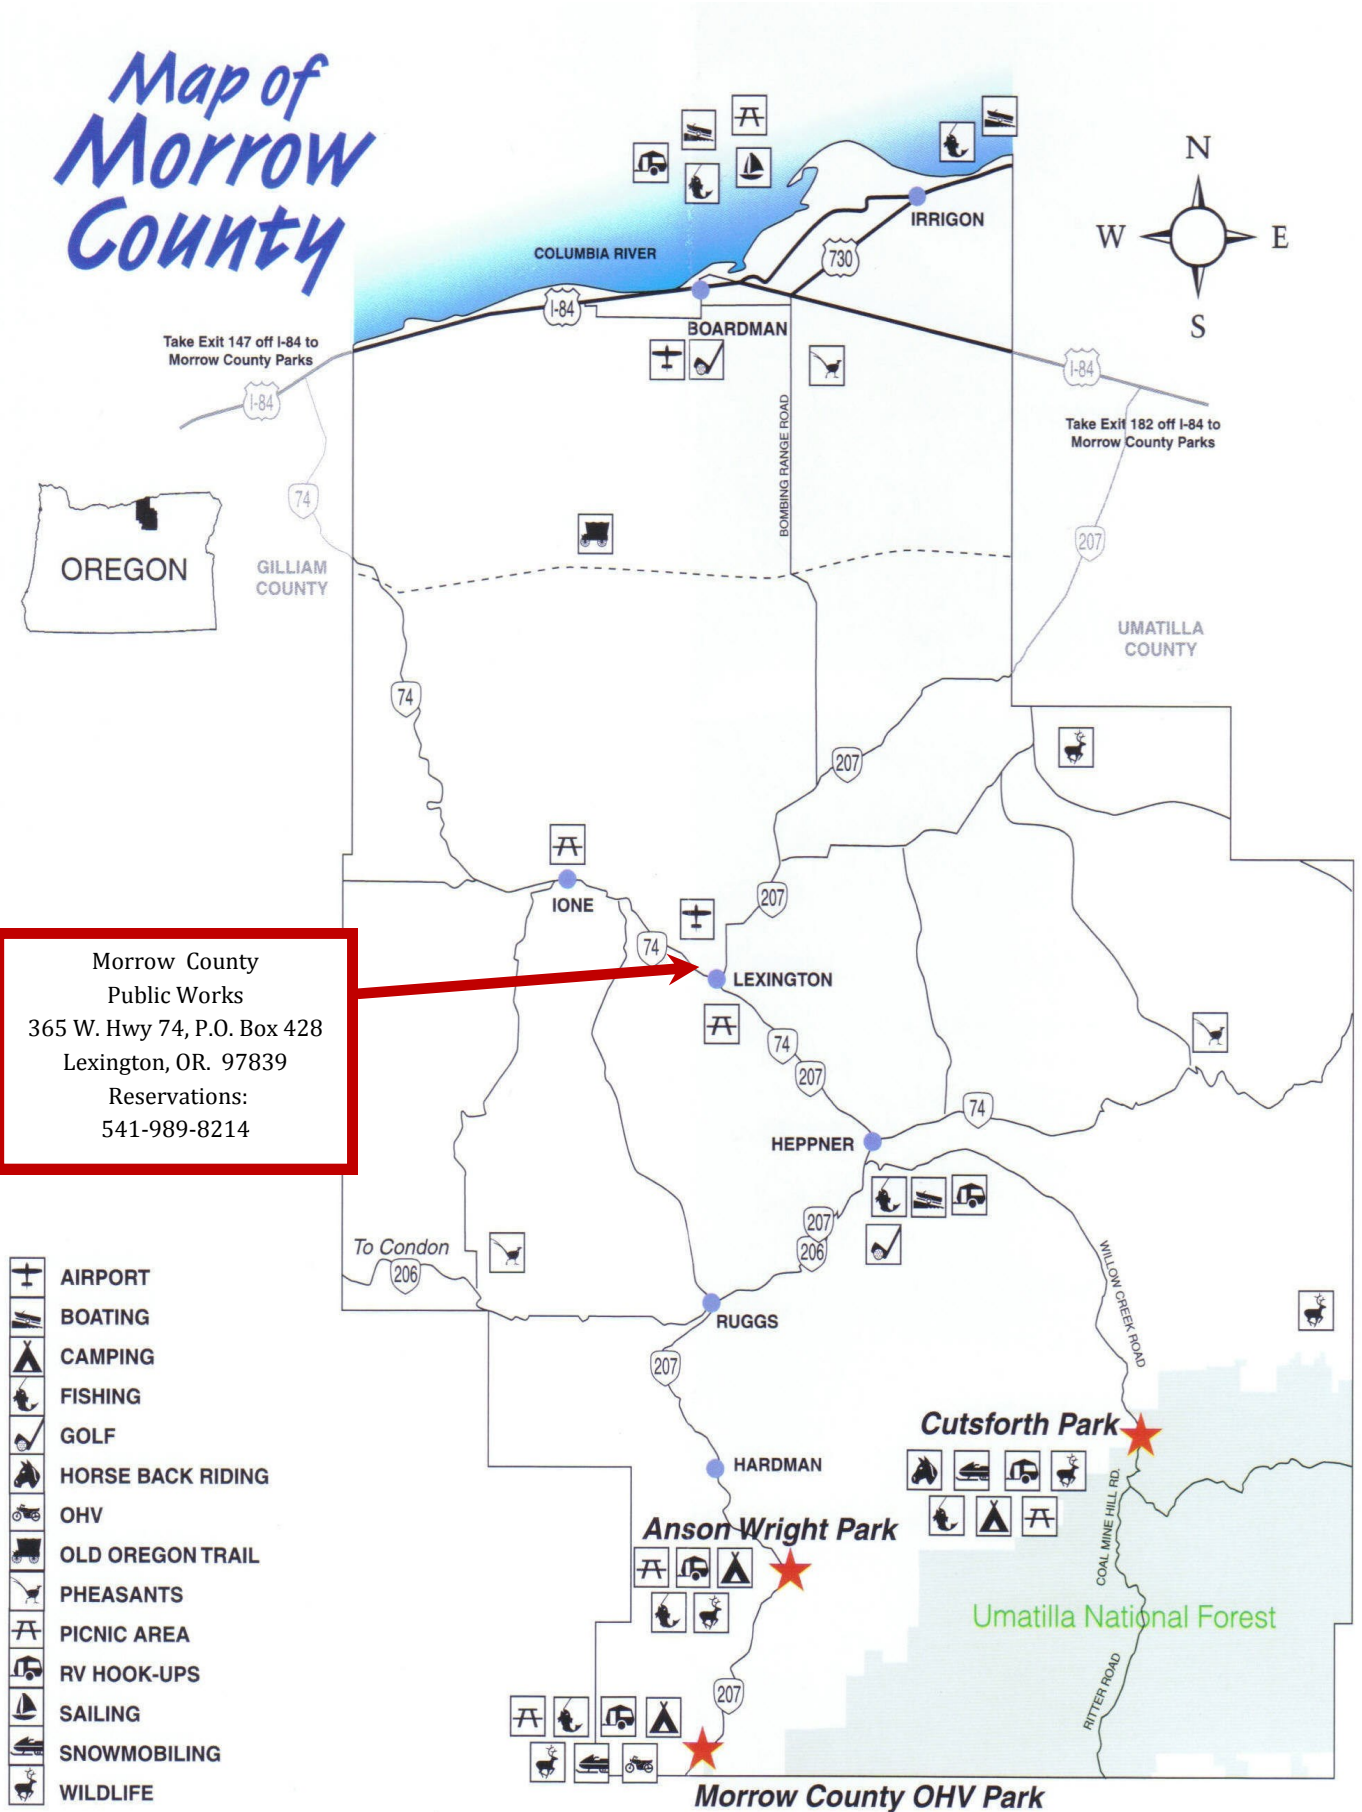 Map of
Morrow
County
N
W
E
S
COLUMBIA RIVER
IRRIGON
730
I-84
BOARDMAN
Take Exit 147 off I-84 to
Morrow County Parks
I-84
I-84
Take Exit 182 off I-84 to
Morrow County Parks
BOMBING RANGE ROAD
74
207
OREGON
GILLIAM
COUNTY
UMATILLA
COUNTY
74
207
IONE
207
74
LEXINGTON
Morrow County
Public Works
365 W. Hwy 74, P.O. Box 428
Lexington, OR. 97839
Reservations:
541-989-8214
74
207
74
HEPPNER
207
206
To Condon
206
WILLOW CREEK ROAD
RUGGS
207
AIRPORT
BOATING
CAMPING
FISHING
GOLF
HORSE BACK RIDING
OHV
OLD OREGON TRAIL
PHEASANTS
PICNIC AREA
RV HOOK-UPS
SAILING
SNOWMOBILING
WILDLIFE
Cutsforth Park
HARDMAN
COAL MINE HILL RD.
Anson Wright Park
Umatilla National Forest
RITTER ROAD
207
Morrow County OHV Park